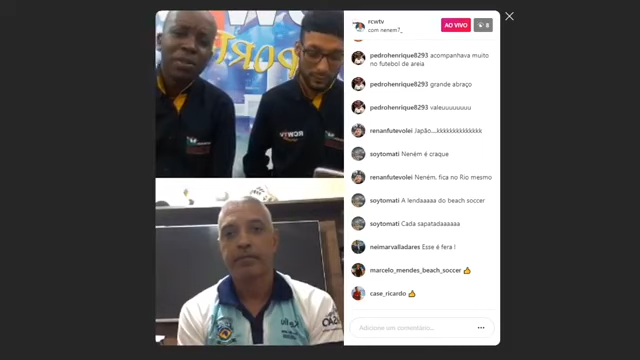 rcwtv
com nenem?_
AO VIVO
8
pedrohenrique8293 acompanhava muito
no futebol de areia
pedrohenrique8293 grande abraço
pedrohenrique8293 valeuuuuuuuu
renanfutevolei Japão....kkkkkkkkkkkkkkk
soytomati Neném é craque
renanfutevolei Neném, fica no Rio mesmo
soytomati A lendaaaaa do beach soccer
soytomati Cada sapatadaaaaaa
neimarvalladares Esse é fera !
marcelo_mendes_beach_soccer 👍
case_ricardo 👍
Adicione um comentário...